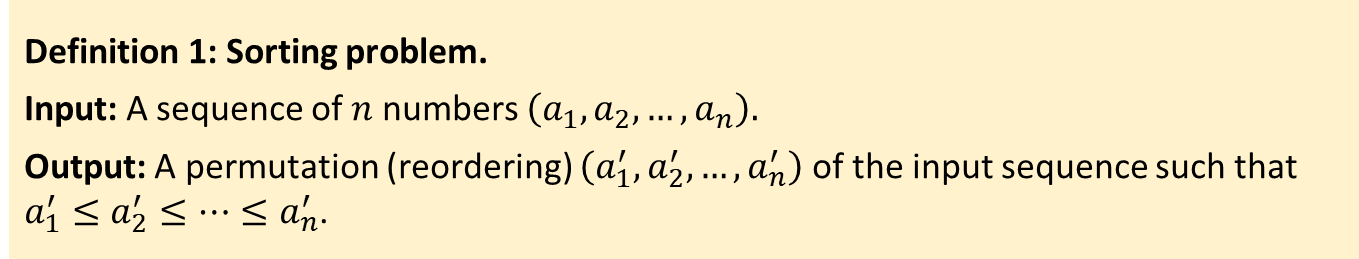 Definition 1: Sorting problem.
Input: A sequence of 𝑛 numbers (𝑎₁, 𝑎₂, … , 𝑎ₙ).
Output: A permutation (reordering) (𝑎′₁, 𝑎′₂, … , 𝑎′ₙ) of the input sequence such that
𝑎′₁ ≤ 𝑎′₂ ≤ ⋯ ≤ 𝑎′ₙ.